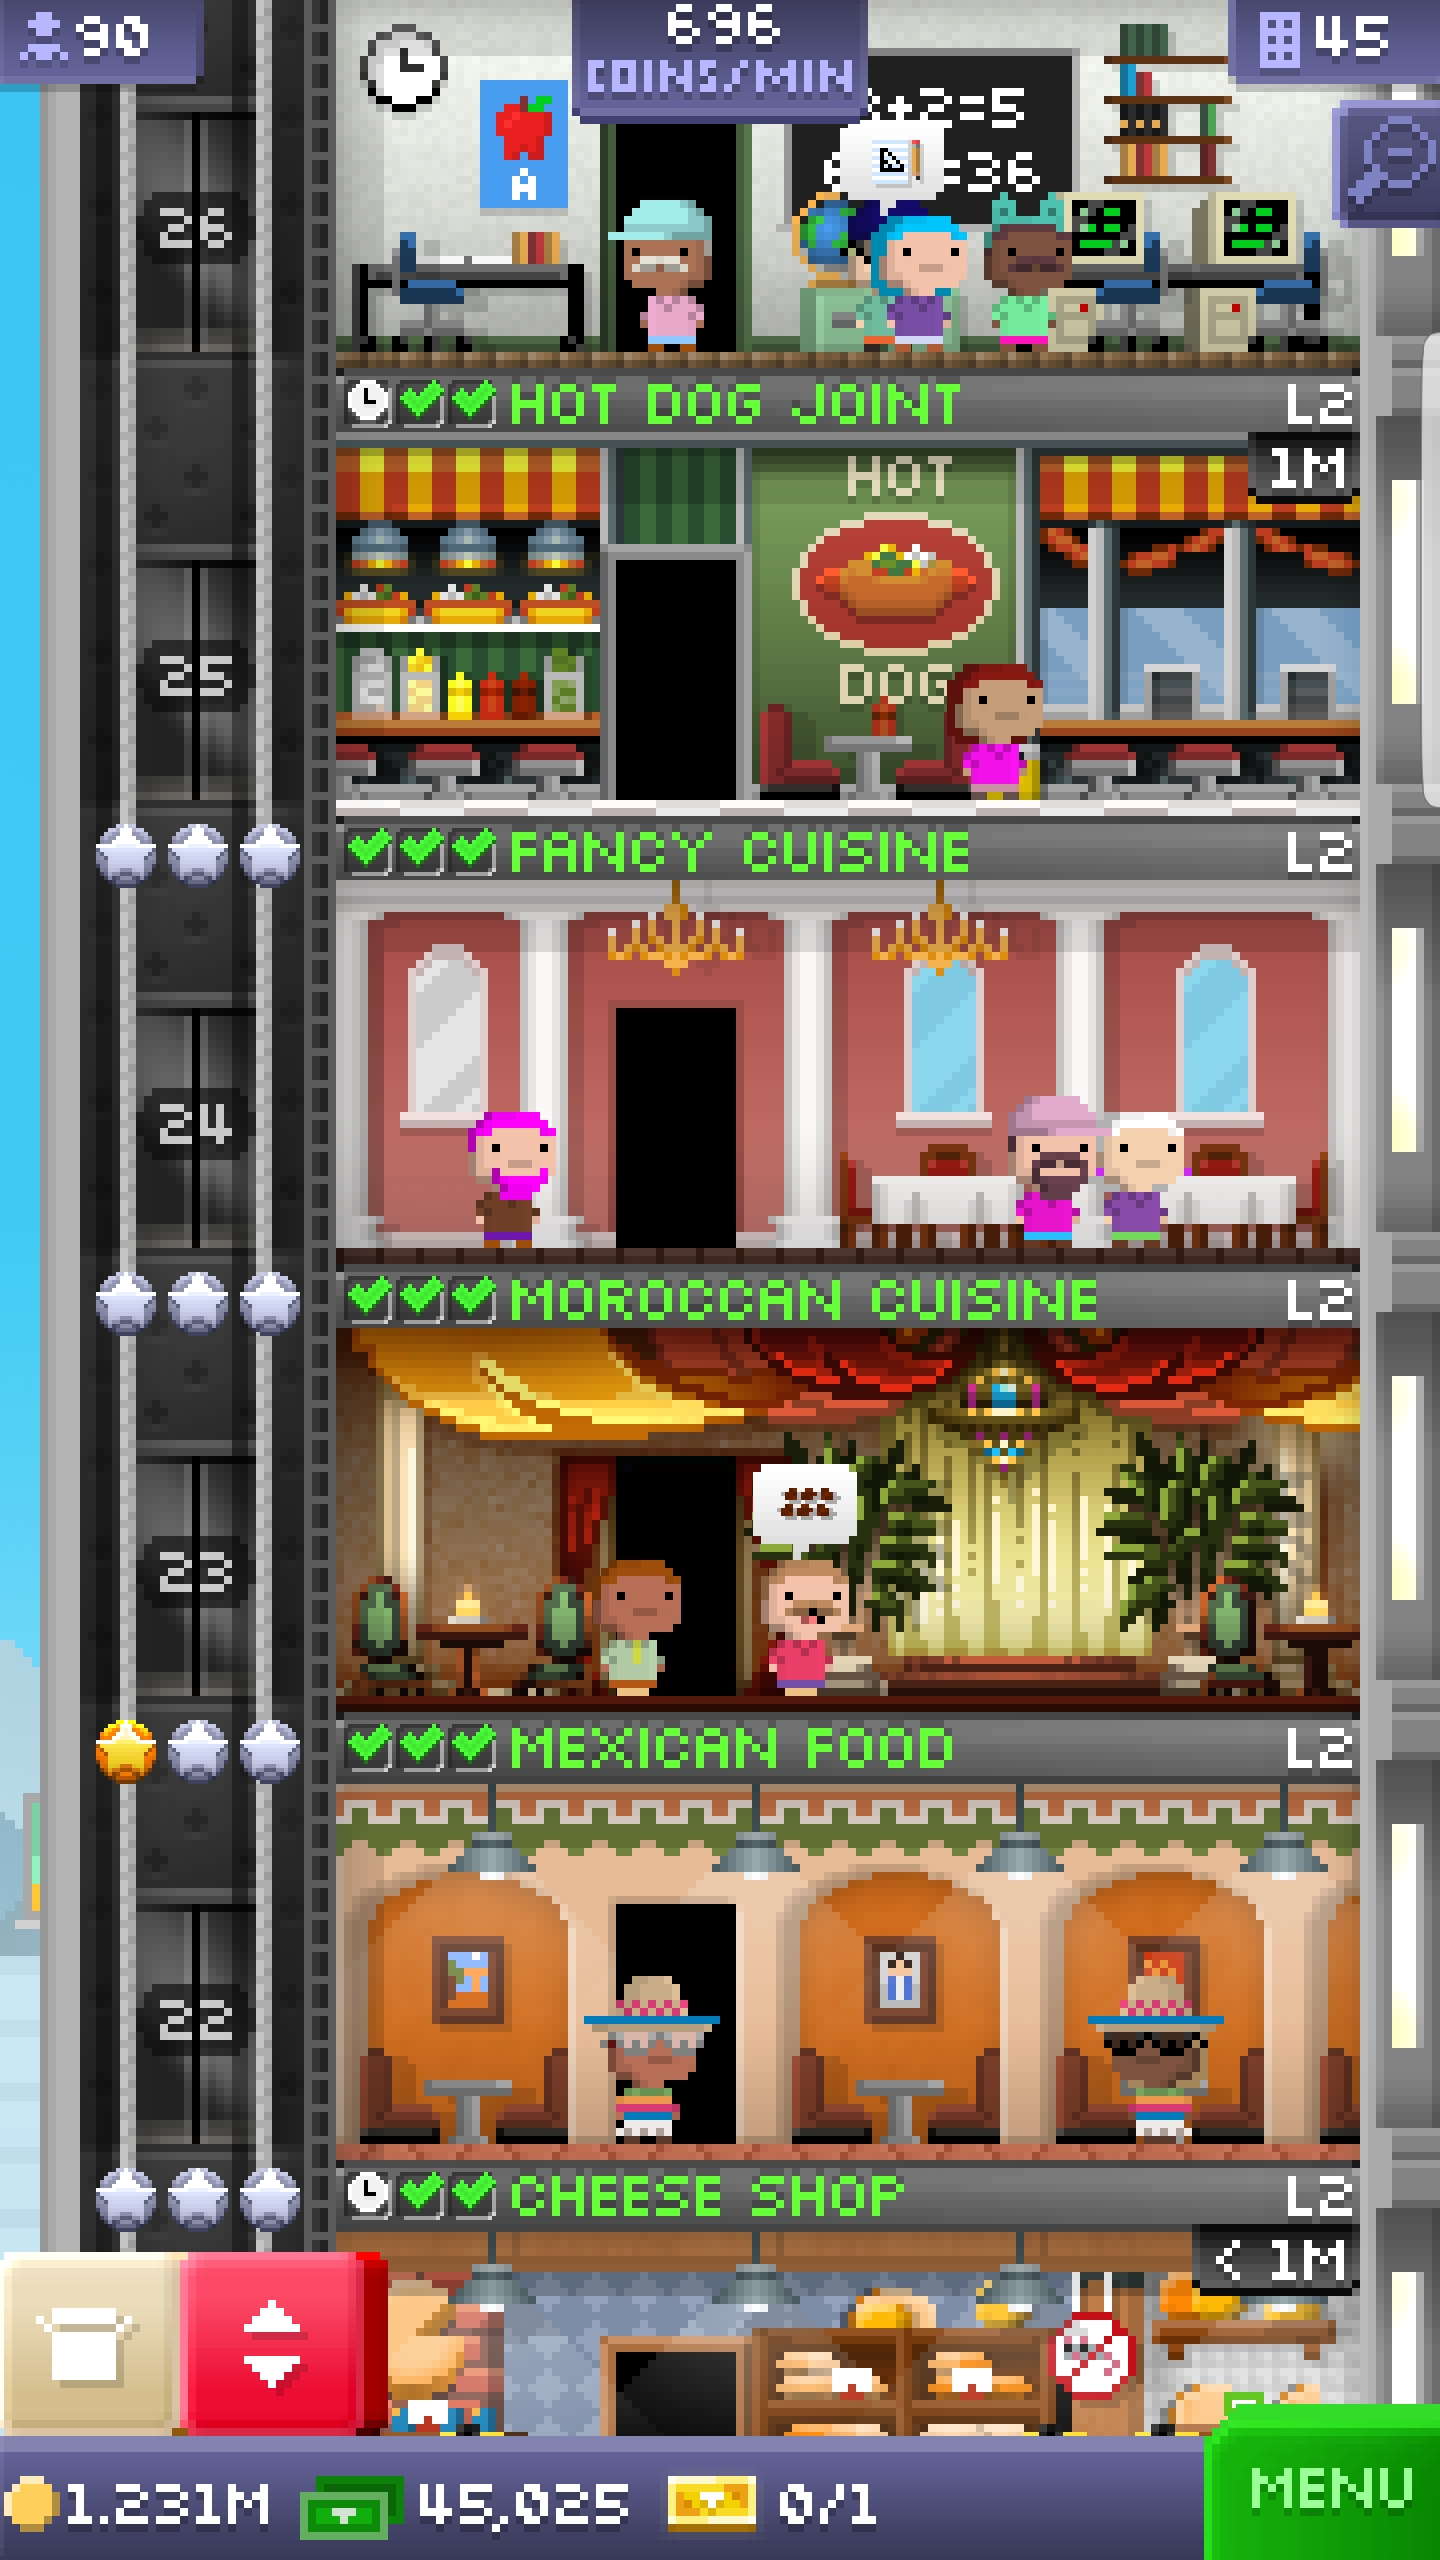 90
696
COINS/MIN
45
+2=5
=36
A
26
HOT DOG JOINT L2
1M
HOT
DOG
25
FANCY CUISINE L2
24
MOROCCAN CUISINE L2
23
MEXICAN FOOD L2
22
CHEESE SHOP L2
< 1M
1.231M 45,025 0/1
MENU